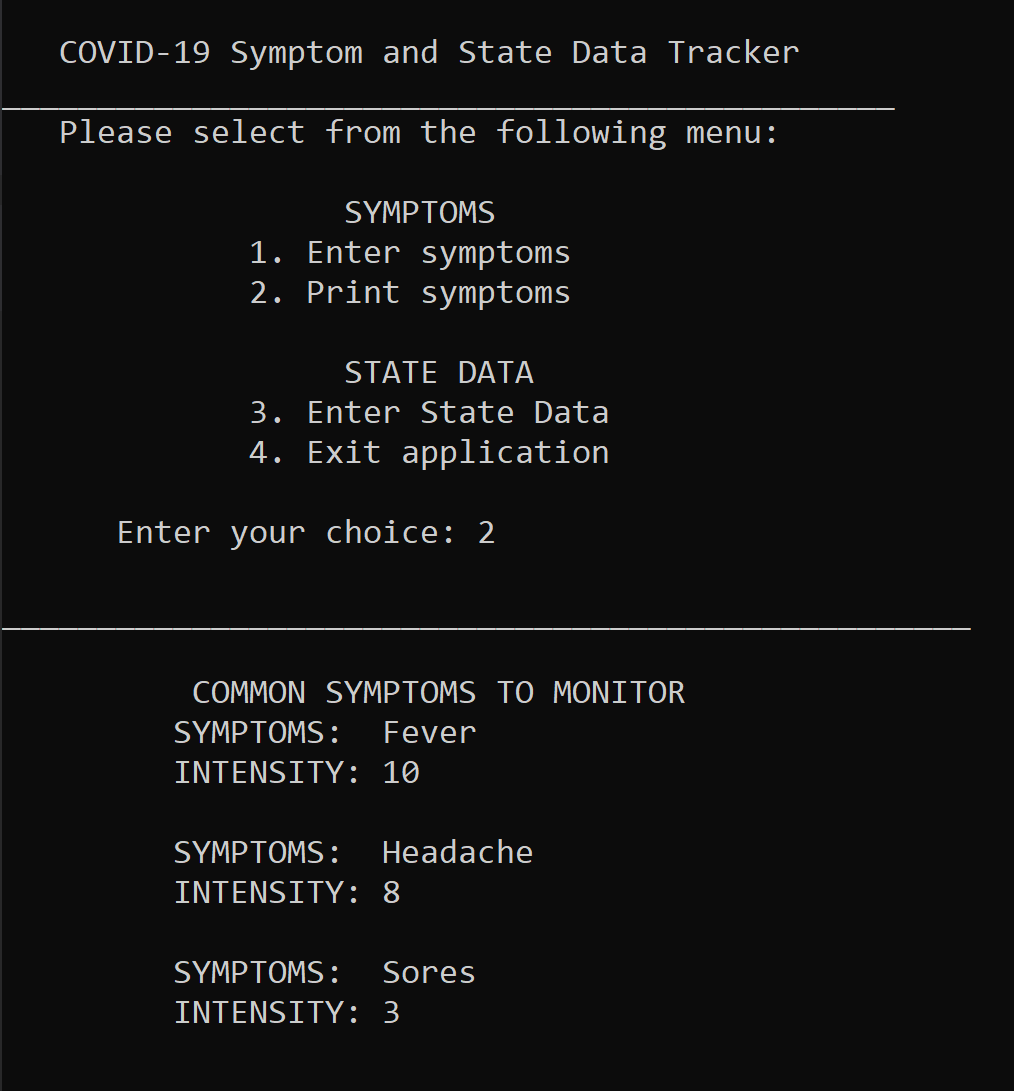 COVID-19 Symptom and State Data Tracker
Please select from the following menu:
SYMPTOMS
1. Enter symptoms
2. Print symptoms
STATE DATA
3. Enter State Data
4. Exit application
Enter your choice: 2
COMMON SYMPTOMS TO MONITOR
SYMPTOMS:  Fever
INTENSITY: 10
SYMPTOMS:  Headache
INTENSITY: 8
SYMPTOMS:  Sores
INTENSITY: 3